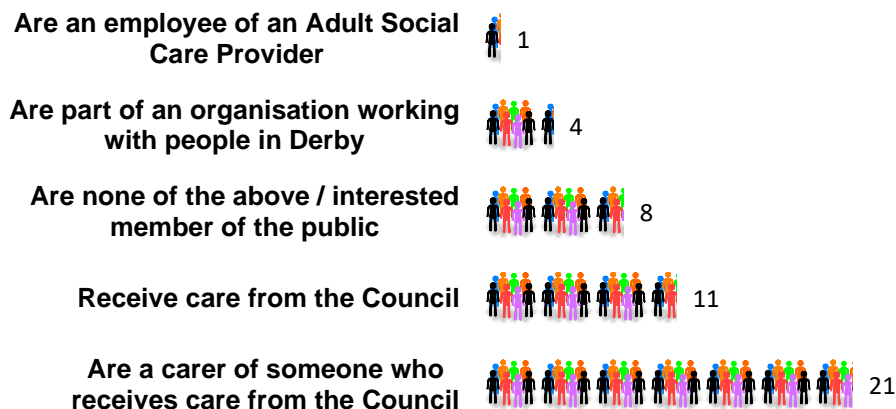 Are an employee of an Adult Social
Care Provider
1
Are part of an organisation working
with people in Derby
4
Are none of the above / interested
member of the public
8
Receive care from the Council
11
Are a carer of someone who
receives care from the Council
21